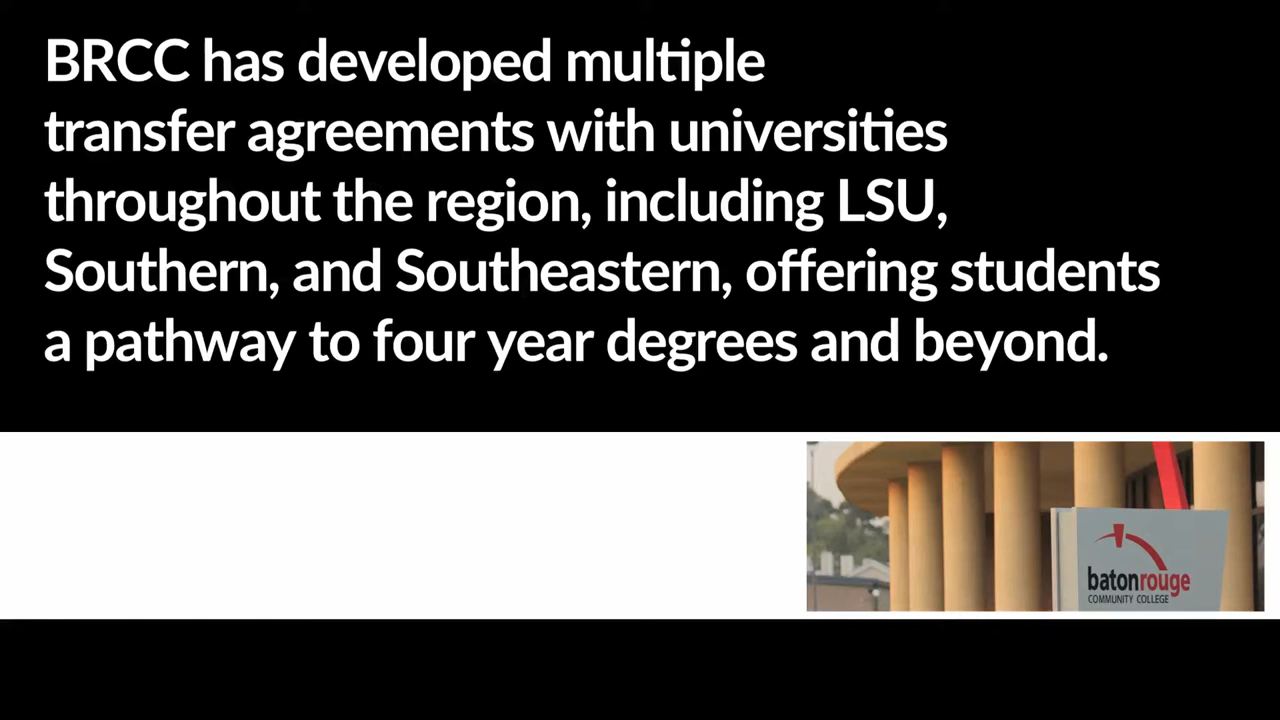 BRCC has developed multiple
transfer agreements with universities
throughout the region, including LSU,
Southern, and Southeastern, offering students
a pathway to four year degrees and beyond.
batonrouge
COMMUNITY COLLEGE